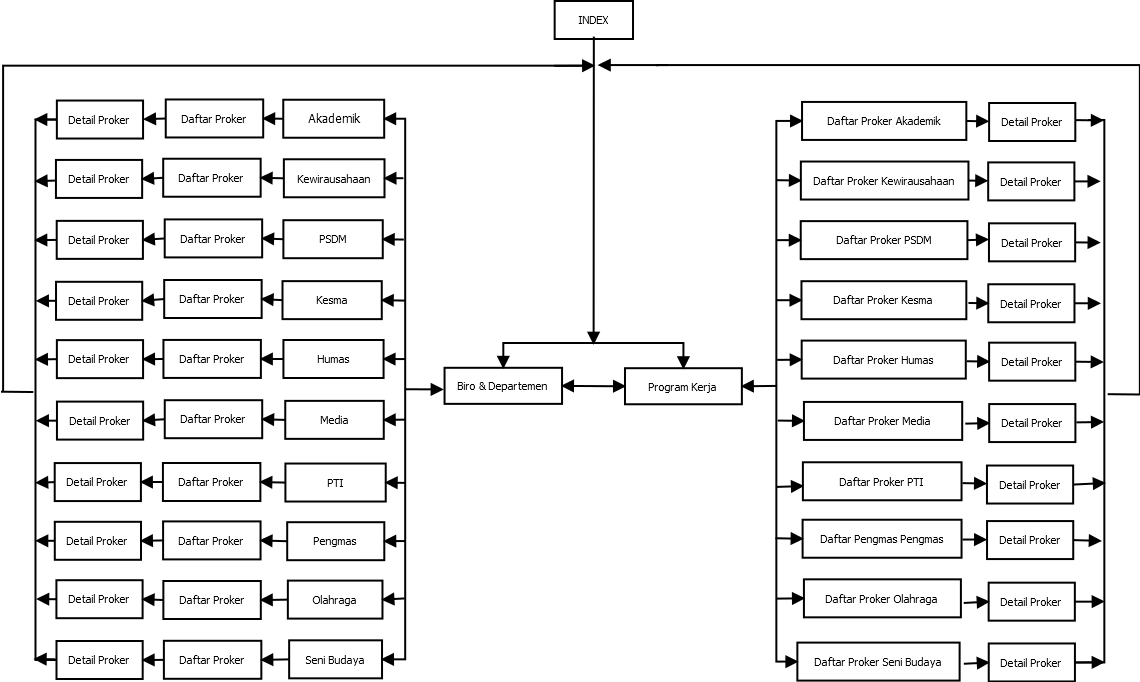 INDEX
Detail Proker Daftar Proker Akademik
Daftar Proker Akademik Detail Proker
Detail Proker Daftar Proker Kewirausahaan
Daftar Proker Kewirausahaan Detail Proker
Detail Proker Daftar Proker PSDM
Daftar Proker PSDM Detail Proker
Detail Proker Daftar Proker Kesma
Daftar Proker Kesma Detail Proker
Detail Proker Daftar Proker Humas
Daftar Proker Humas Detail Proker
Biro & Departemen Program Kerja
Detail Proker Daftar Proker Media
Daftar Proker Media Detail Proker
Detail Proker Daftar Proker PTI
Daftar Proker PTI Detail Proker
Detail Proker Daftar Proker Pengmas
Daftar Pengmas Pengmas Detail Proker
Detail Proker Daftar Proker Olahraga
Daftar Proker Olahraga Detail Proker
Detail Proker Daftar Proker Seni Budaya
Daftar Proker Seni Budaya Detail Proker